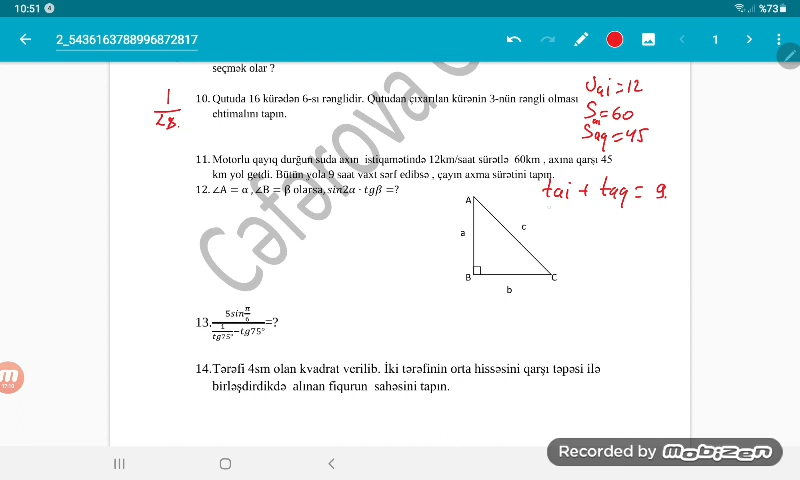 10:51
%73
2_5436163788996872817
1
seçmək olar ?
10. Qutuda 16 kürədən 6-sı rənglidir. Qutudan çıxarılan kürənin 3-nün rəngli olması
ehtimalını tapın.
1
28.
υai=12
Sai=60
Saq=45
11. Motorlu qayıq durğun suda axın istiqamətində 12km/saat sürətlə 60km , axına qarşı 45
km yol getdi. Bütün yola 9 saat vaxt sərf edibsə , çayın axma sürətini tapın.
12. ∠A = α ,∠B = β olarsa, sin2α · tgβ =?
tai + taq = 9.
A
a
c
B
C
b
13. (5sin π/6)/(1/tg75° − tg75°)=?
14.Tərəfi 4sm olan kvadrat verilib. İki tərəfinin orta hissəsini qarşı təpəsi ilə
birləşdirdikdə alınan fiqurun sahəsini tapın.
Cəfərova
Recorded by mobizen